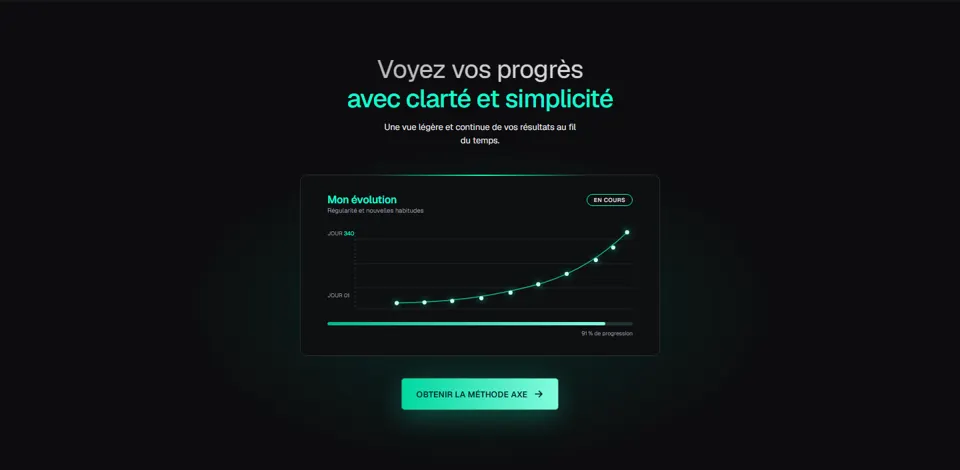 Voyez vos progrès
avec clarté et simplicité
Une vue légère et continue de vos résultats au fil
du temps.
Mon évolution
EN COURS
Régularité et nouvelles habitudes
JOUR 340
JOUR 01
91 % de progression
OBTENIR LA MÉTHODE AXE →